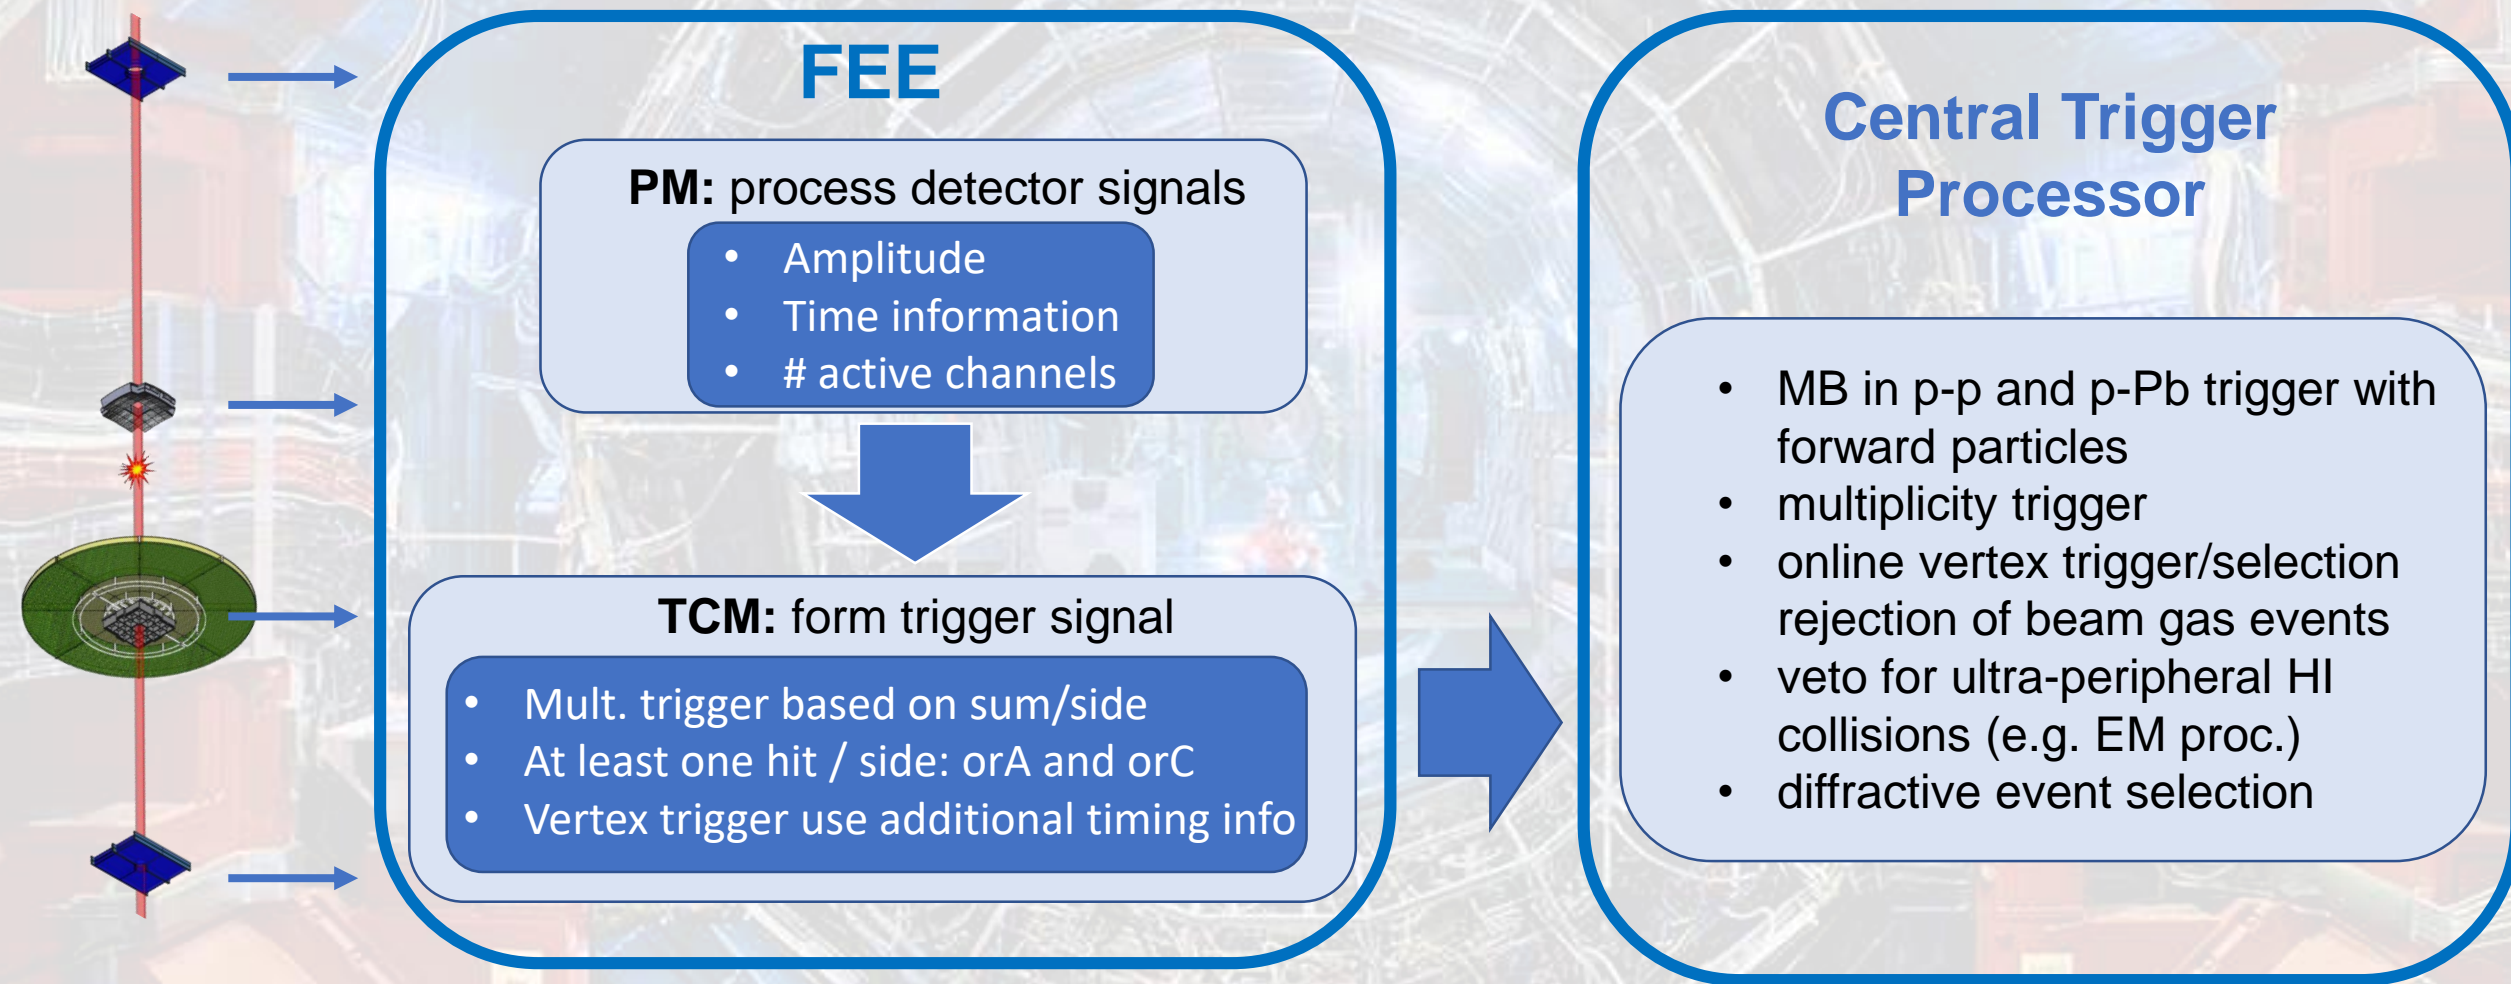 FEE
PM: process detector signals
• Amplitude
• Time information
• # active channels
TCM: form trigger signal
• Mult. trigger based on sum/side
• At least one hit / side: orA and orC
• Vertex trigger use additional timing info
Central Trigger
Processor
• MB in p-p and p-Pb trigger with
forward particles
• multiplicity trigger
• online vertex trigger/selection
rejection of beam gas events
• veto for ultra-peripheral HI
collisions (e.g. EM proc.)
• diffractive event selection